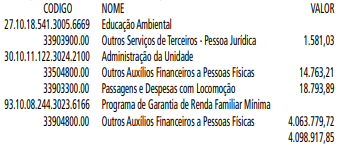 CODIGO NOME VALOR
27.10.18.541.3005.6669 Educação Ambiental
33903900.00 Outros Serviços de Terceiros - Pessoa Jurídica 1.581,03
30.10.11.122.3024.2100 Administração da Unidade
33504800.00 Outros Auxílios Financeiros a Pessoas Físicas 14.763,21
33903300.00 Passagens e Despesas com Locomoção 18.793,89
93.10.08.244.3023.6166 Programa de Garantia de Renda Familiar Mínima
33904800.00 Outros Auxílios Financeiros a Pessoas Físicas 4.063.779,72
4.098.917,85